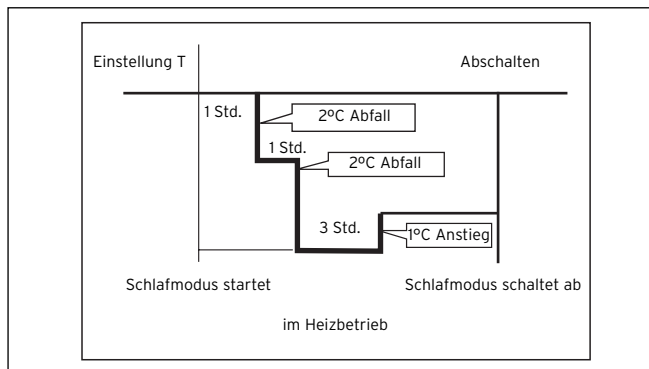 Einstellung T Abschalten
1 Std. 2ºC Abfall
1 Std. 2ºC Abfall
3 Std. 1ºC Anstieg
Schlafmodus startet Schlafmodus schaltet ab
im Heizbetrieb